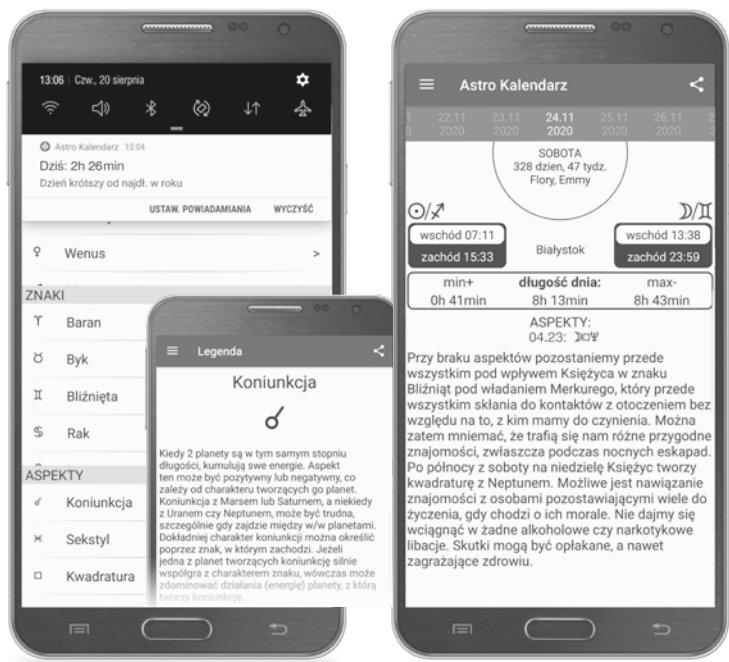 13:06 | Czw., 20 sierpnia
Astro Kalendarz 13:04
Dziś: 2h 26min
Dzień krótszy od najdł. w roku
USTAW. POWIADAMIANIA WYCZYŚĆ
♀ Wenus >
ZNAKI
♈ Baran
♉ Byk
♊ Bliźnięta
♋ Rak
ASPEKTY
☌ Koniunkcja
⚹ Sekstyl
□ Kwadratura
Legenda
Koniunkcja
☌
Kiedy 2 planety są w tym samym stopniu
długości, kumulują swe energie. Aspekt
ten może być pozytywny lub negatywny, co
zależy od charakteru tworzących go planet.
Koniunkcja z Marsem lub Saturnem, a niekiedy
z Uranem czy Neptunem, może być trudna,
szczególnie gdy zajdzie między w/w planetami.
Dokładniej charakter koniunkcji można określić
poprzez znak, w którym zachodzi. Jeżeli
jedna z planet tworzących koniunkcję silnie
współgra z charakterem znaku, wówczas może
zdominować działania (energię) planety, z którą
tworzy koniunkcję.
Astro Kalendarz
22.11 23.11 24.11 25.11 26.11
2020 2020 2020 2020 2020
SOBOTA
328 dzien, 47 tydz.
Flory, Emmy
☉/♐ ☽/♊
wschód 07:11 wschód 13:38
Białystok
zachód 15:33 zachód 23:59
min+ długość dnia: max-
0h 41min 8h 13min 8h 43min
ASPEKTY:
04.23: ☽□♆
Przy braku aspektów pozostaniemy przede
wszystkim pod wpływem Księżyca w znaku
Bliźniąt pod władaniem Merkurego, który przede
wszystkim skłania do kontaktów z otoczeniem bez
względu na to, z kim mamy do czynienia. Można
zatem mniemać, że trafią się nam różne przygodne
znajomości, zwłaszcza podczas nocnych eskapad.
Po północy z soboty na niedzielę Księżyc tworzy
kwadraturę z Neptunem. Możliwe jest nawiązanie
znajomości z osobami pozostawiającymi wiele do
życzenia, gdy chodzi o ich morale. Nie dajmy się
wciągnąć w żadne alkoholowe czy narkotykowe
libacje. Skutki mogą być opłakane, a nawet
zagrażające zdrowiu.